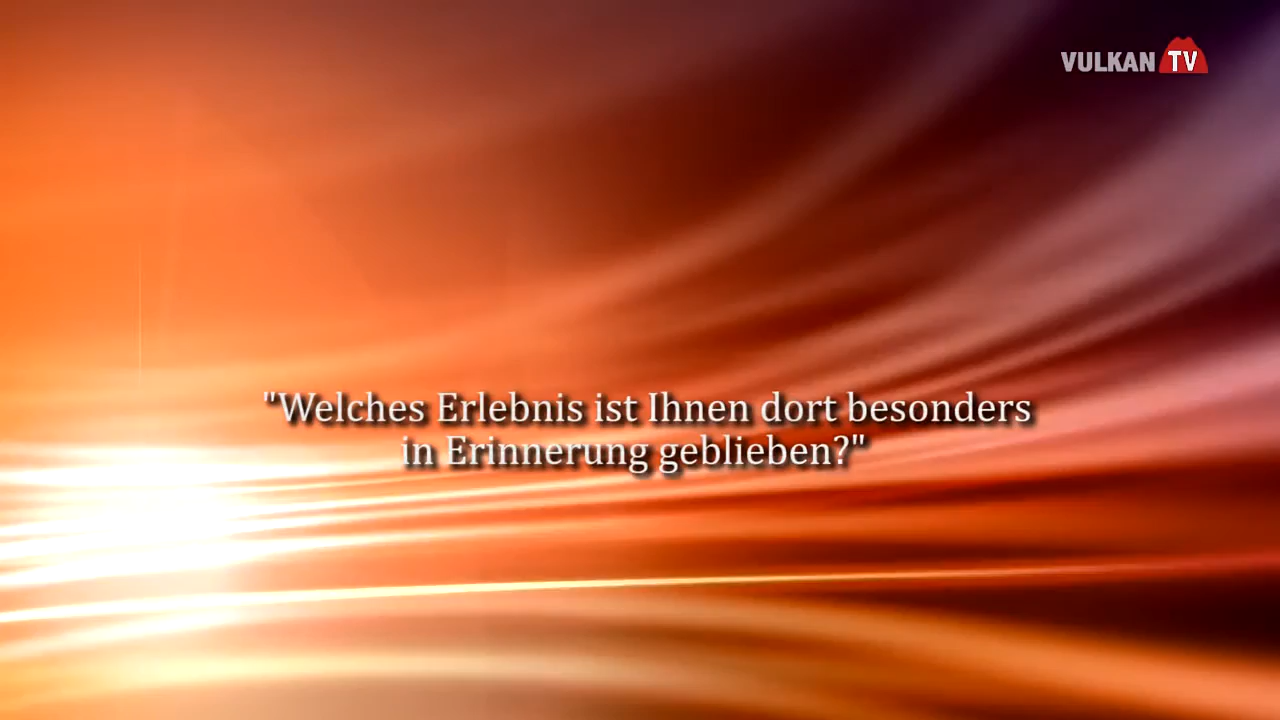 VULKAN TV
"Welches Erlebnis ist Ihnen dort besonders
in Erinnerung geblieben?"